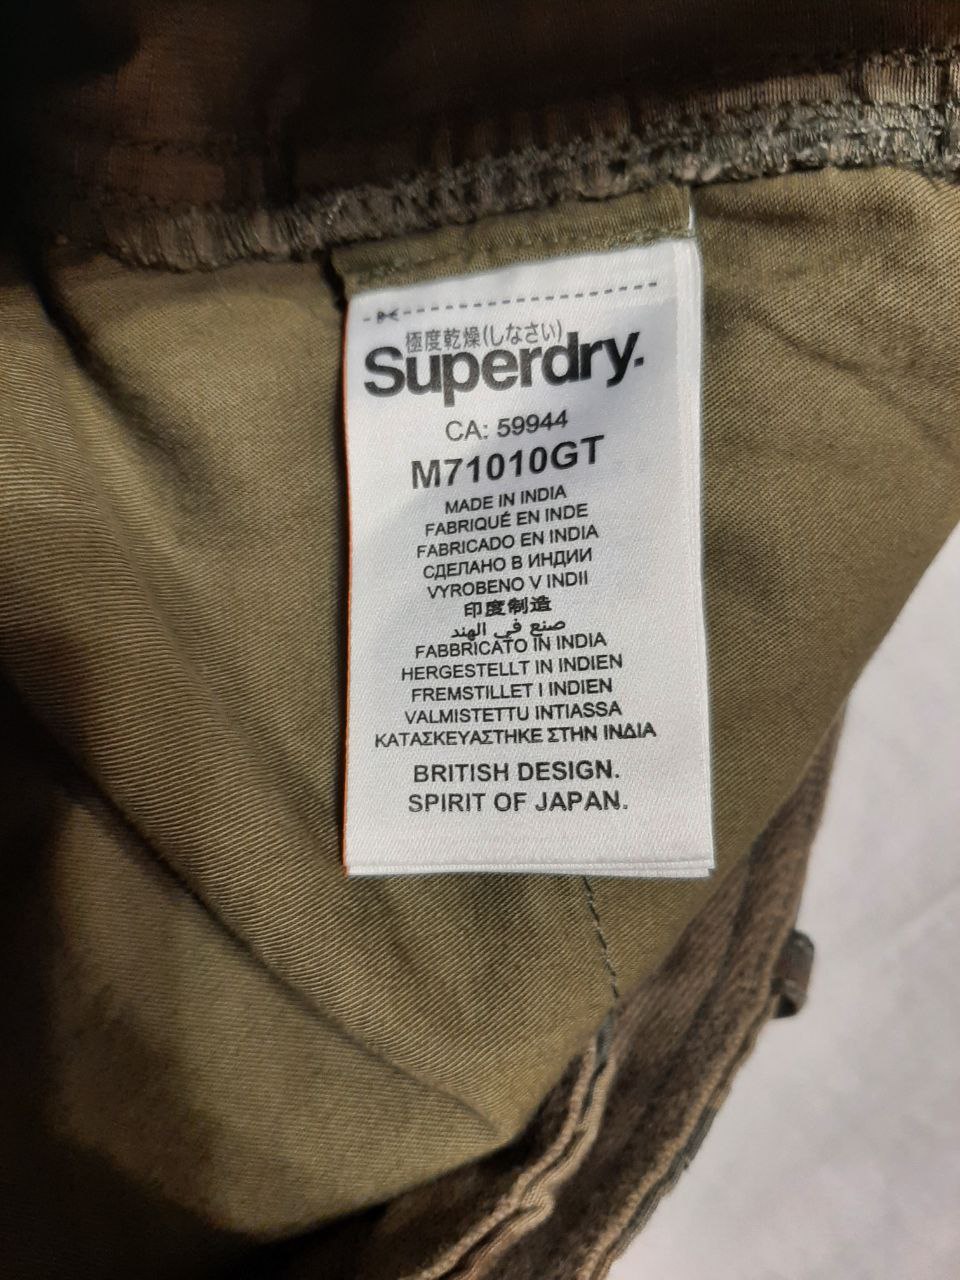 極度乾燥(しなさい)
Superdry.
CA: 59944
M71010GT
MADE IN INDIA
FABRIQUÉ EN INDE
FABRICADO EN INDIA
СДЕЛАНО В ИНДИИ
VYROBENO V INDII
印度制造
صنع في الهند
FABBRICATO IN INDIA
HERGESTELLT IN INDIEN
FREMSTILLET I INDIEN
VALMISTETTU INTIASSA
ΚΑΤΑΣΚΕΥΑΣΤΗΚΕ ΣΤΗΝ ΙΝΔΙΑ
BRITISH DESIGN.
SPIRIT OF JAPAN.